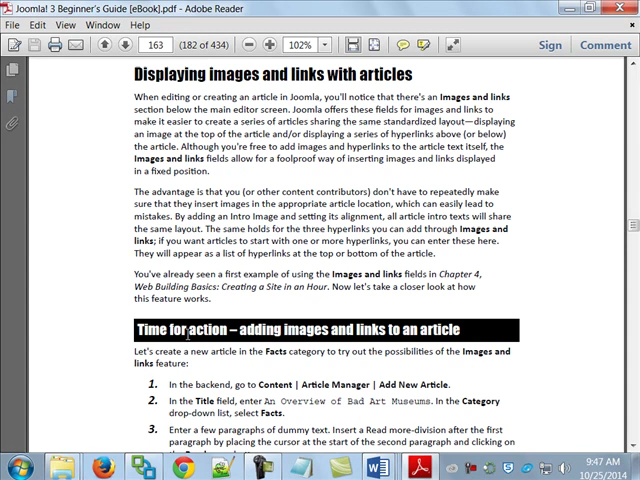 Joomla! 3 Beginner's Guide [eBook].pdf - Adobe Reader
File Edit View Window Help
163 (182 of 434) 102% Sign Comment
Displaying images and links with articles
When editing or creating an article in Joomla, you'll notice that there's an Images and links
section below the main editor screen. Joomla offers these fields for images and links to
make it easier to create a series of articles sharing the same standardized layout—displaying
an image at the top of the article and/or displaying a series of hyperlinks above (or below)
the article. Although you're free to add images and hyperlinks to the article text itself, the
Images and links fields allow for a foolproof way of inserting images and links displayed
in a fixed position.
The advantage is that you (or other content contributors) don't have to repeatedly make
sure that they insert images in the appropriate article location, which can easily lead to
mistakes. By adding an Intro Image and setting its alignment, all article intro texts will share
the same layout. The same holds for the three hyperlinks you can add through Images and
links; if you want articles to start with one or more hyperlinks, you can enter these here.
They will appear as a list of hyperlinks at the top or bottom of the article.
You've already seen a first example of using the Images and links fields in Chapter 4,
Web Building Basics: Creating a Site in an Hour. Now let's take a closer look at how
this feature works.
Time for action – adding images and links to an article
Let's create a new article in the Facts category to try out the possibilities of the Images and
links feature:
1. In the backend, go to Content | Article Manager | Add New Article.
2. In the Title field, enter An Overview of Bad Art Museums. In the Category
drop-down list, select Facts.
3. Enter a few paragraphs of dummy text. Insert a Read more-division after the first
paragraph by placing the cursor at the start of the second paragraph and clicking on
9:47 AM
10/25/2014